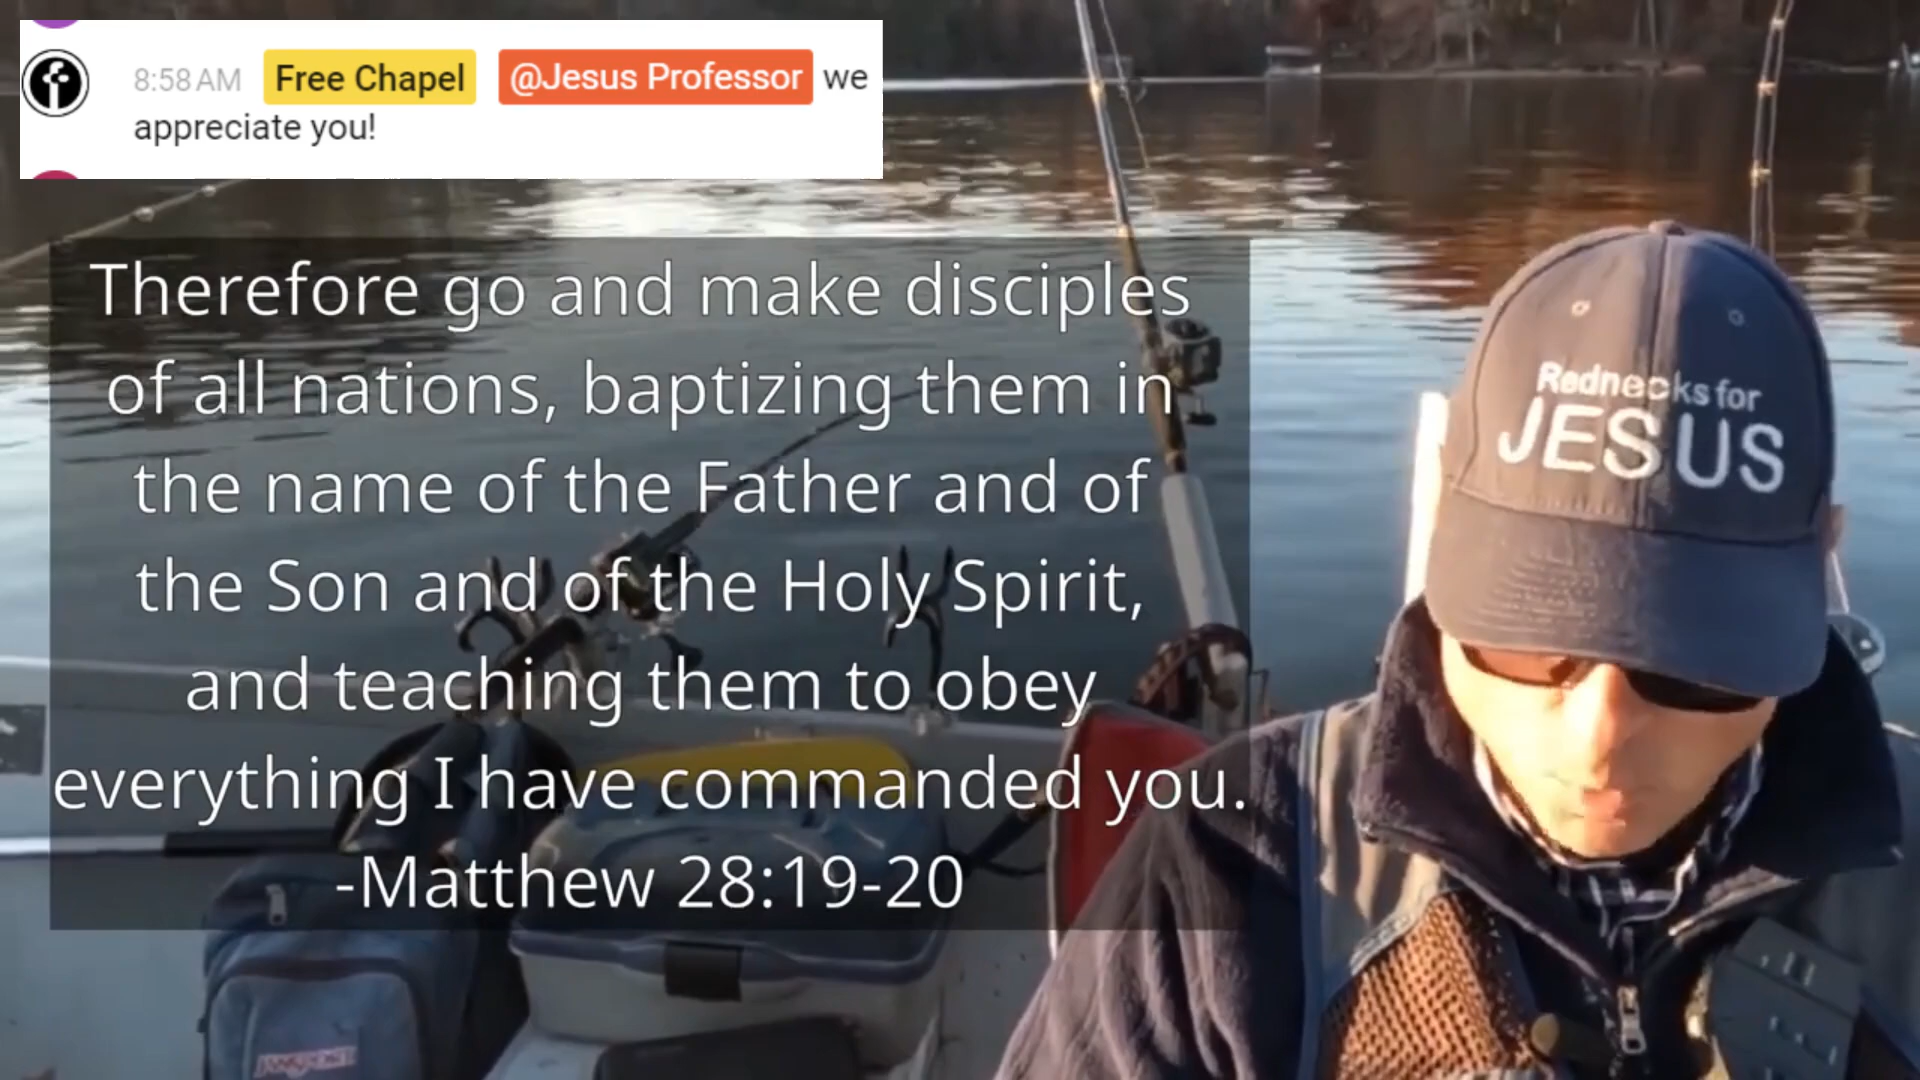 8:58 AM Free Chapel @Jesus Professor we
appreciate you!
Therefore go and make disciples
of all nations, baptizing them in
the name of the Father and of
the Son and of the Holy Spirit,
and teaching them to obey
everything I have commanded you.
-Matthew 28:19-20
Rednecks for
JESUS
JANSPORT